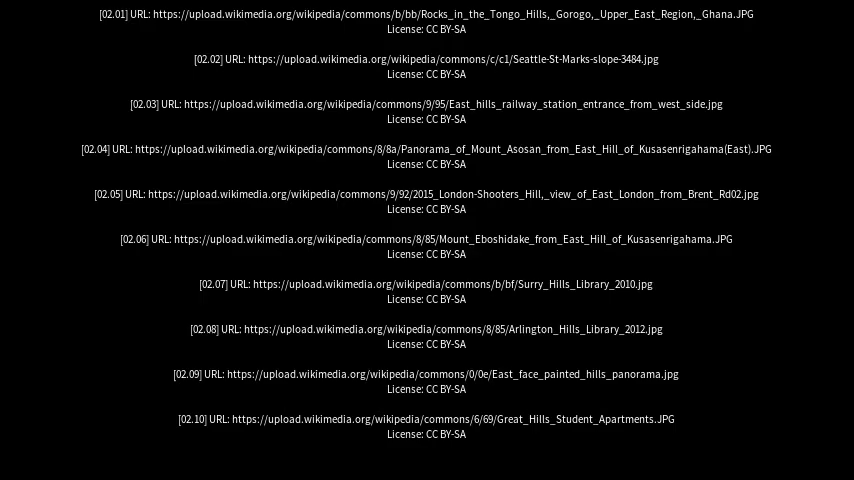 [02.01] URL: https://upload.wikimedia.org/wikipedia/commons/b/bb/Rocks_in_the_Tongo_Hills,_Gorogo,_Upper_East_Region,_Ghana.JPG
License: CC BY-SA
[02.02] URL: https://upload.wikimedia.org/wikipedia/commons/c/c1/Seattle-St-Marks-slope-3484.jpg
License: CC BY-SA
[02.03] URL: https://upload.wikimedia.org/wikipedia/commons/9/95/East_hills_railway_station_entrance_from_west_side.jpg
License: CC BY-SA
[02.04] URL: https://upload.wikimedia.org/wikipedia/commons/8/8a/Panorama_of_Mount_Asosan_from_East_Hill_of_Kusasenrigahama(East).JPG
License: CC BY-SA
[02.05] URL: https://upload.wikimedia.org/wikipedia/commons/9/92/2015_London-Shooters_Hill,_view_of_East_London_from_Brent_Rd02.jpg
License: CC BY-SA
[02.06] URL: https://upload.wikimedia.org/wikipedia/commons/8/85/Mount_Eboshidake_from_East_Hill_of_Kusasenrigahama.JPG
License: CC BY-SA
[02.07] URL: https://upload.wikimedia.org/wikipedia/commons/b/bf/Surry_Hills_Library_2010.jpg
License: CC BY-SA
[02.08] URL: https://upload.wikimedia.org/wikipedia/commons/8/85/Arlington_Hills_Library_2012.jpg
License: CC BY-SA
[02.09] URL: https://upload.wikimedia.org/wikipedia/commons/0/0e/East_face_painted_hills_panorama.jpg
License: CC BY-SA
[02.10] URL: https://upload.wikimedia.org/wikipedia/commons/6/69/Great_Hills_Student_Apartments.JPG
License: CC BY-SA